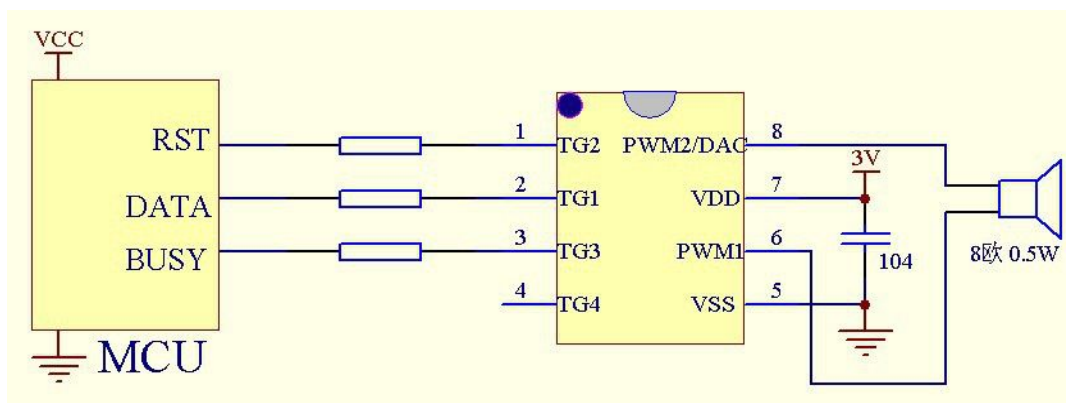 VCC
RST
DATA
BUSY
MCU
1
2
3
4
TG2
TG1
TG3
TG4
PWM2/DAC
VDD
PWM1
VSS
8
7
6
5
3V
104
8欧 0.5W